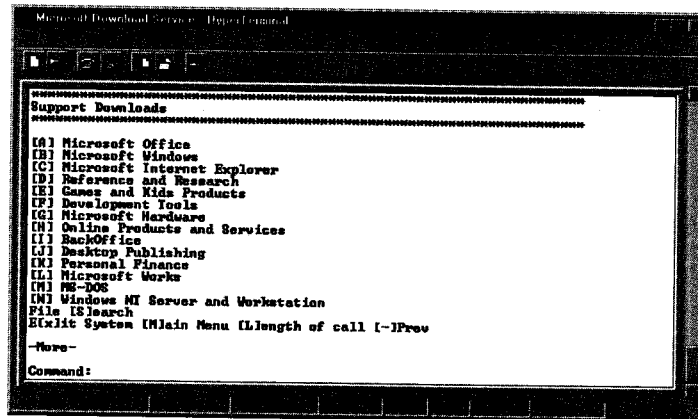 Microsoft Download Service - HyperTerminal
Support Downloads
[A] Microsoft Office
[B] Microsoft Windows
[C] Microsoft Internet Explorer
[D] Reference and Research
[E] Games and Kids Products
[F] Development Tools
[G] Microsoft Hardware
[H] Online Products and Services
[I] BackOffice
[J] Desktop Publishing
[K] Personal Finance
[L] Microsoft Works
[M] MS-DOS
[N] Windows NT Server and Workstation
File [S]earch
E[x]it System [M]ain Menu [L]ength of call [-]Prev
-More-
Command: